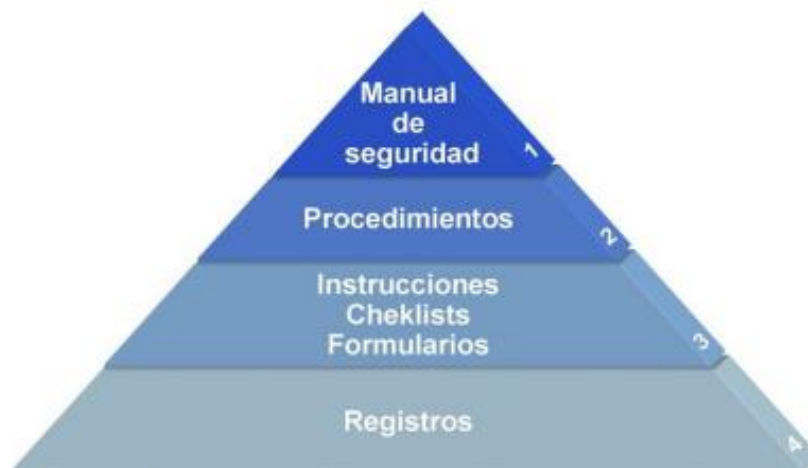 Manual
de
seguridad
1
Procedimientos
2
Instrucciones
Cheklists
Formularios
3
Registros
4